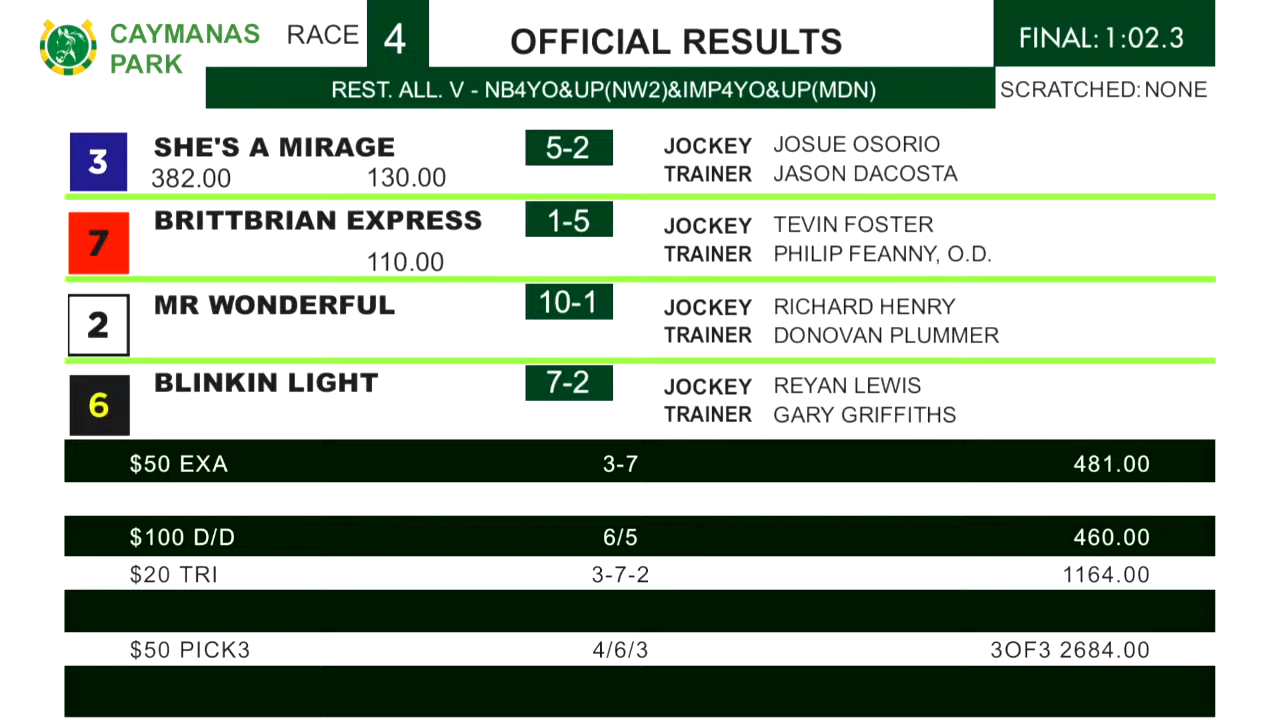 CAYMANAS PARK
RACE 4
OFFICIAL RESULTS
FINAL: 1:02.3
REST. ALL. V - NB4YO&UP(NW2)&IMP4YO&UP(MDN)
SCRATCHED: NONE
3 SHE'S A MIRAGE 5-2 JOCKEY JOSUE OSORIO
382.00 130.00 TRAINER JASON DACOSTA
7 BRITTBRIAN EXPRESS 1-5 JOCKEY TEVIN FOSTER
110.00 TRAINER PHILIP FEANNY, O.D.
2 MR WONDERFUL 10-1 JOCKEY RICHARD HENRY
TRAINER DONOVAN PLUMMER
6 BLINKIN LIGHT 7-2 JOCKEY REYAN LEWIS
TRAINER GARY GRIFFITHS
$50 EXA 3-7 481.00
$100 D/D 6/5 460.00
$20 TRI 3-7-2 1164.00
$50 PICK3 4/6/3 3OF3 2684.00